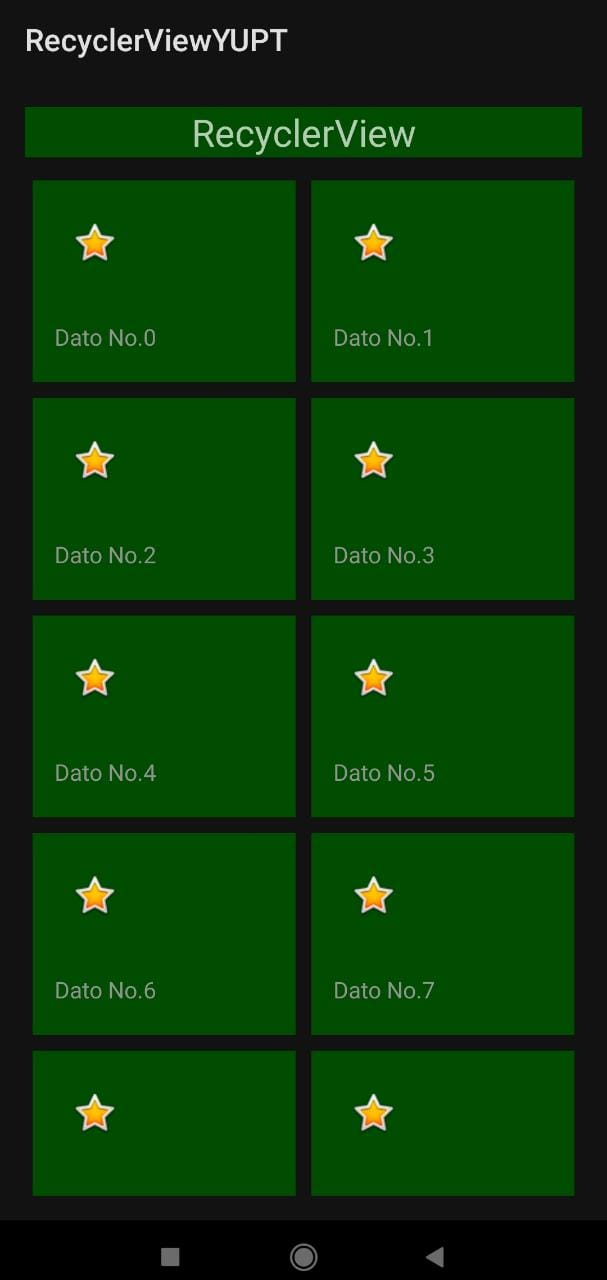 RecyclerViewYUPT
RecyclerView
Dato No.0
Dato No.1
Dato No.2
Dato No.3
Dato No.4
Dato No.5
Dato No.6
Dato No.7